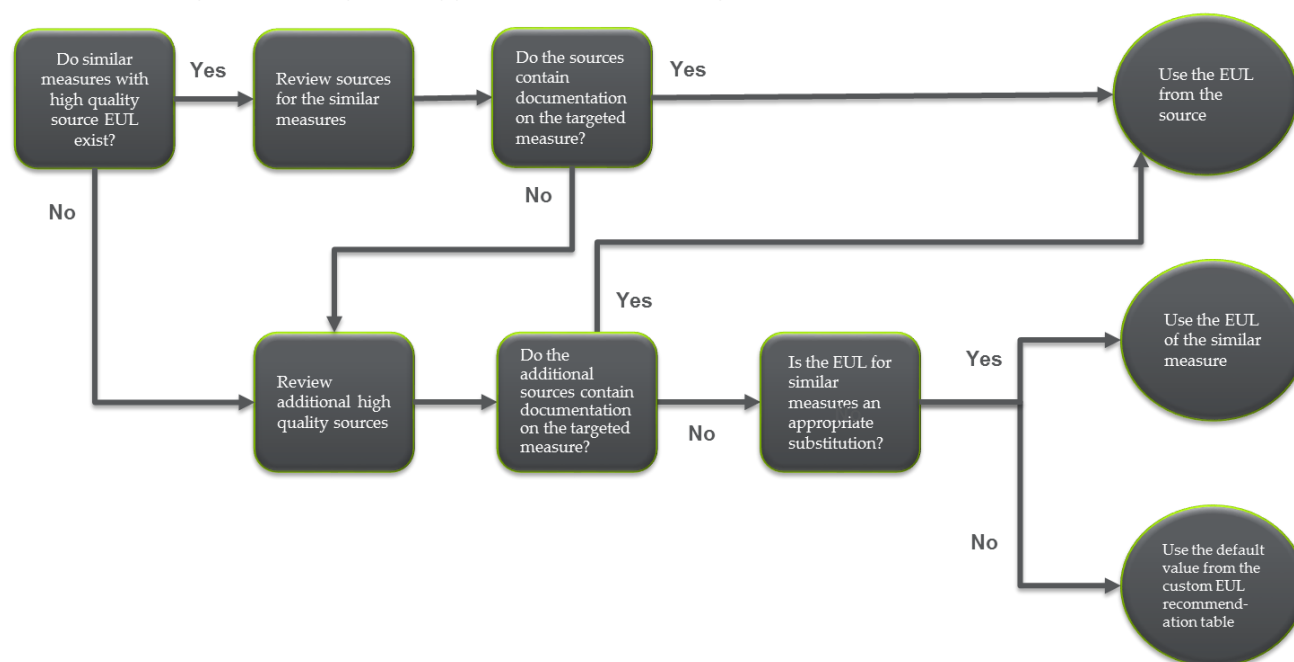 Do similar
measures with
high quality
source EUL
exist?
Yes
Review sources
for the similar
measures
Do the sources
contain
documentation
on the targeted
measure?
Yes
Use the EUL
from the
source
No
No
Yes
Use the EUL
of the similar
measure
Review
additional high
quality sources
Do the
additional
sources contain
documentation
on the targeted
measure?
No
Is the EUL for
similar
measures an
appropriate
substitution?
Yes
No
Use the default
value from the
custom EUL
recommend-
ation table